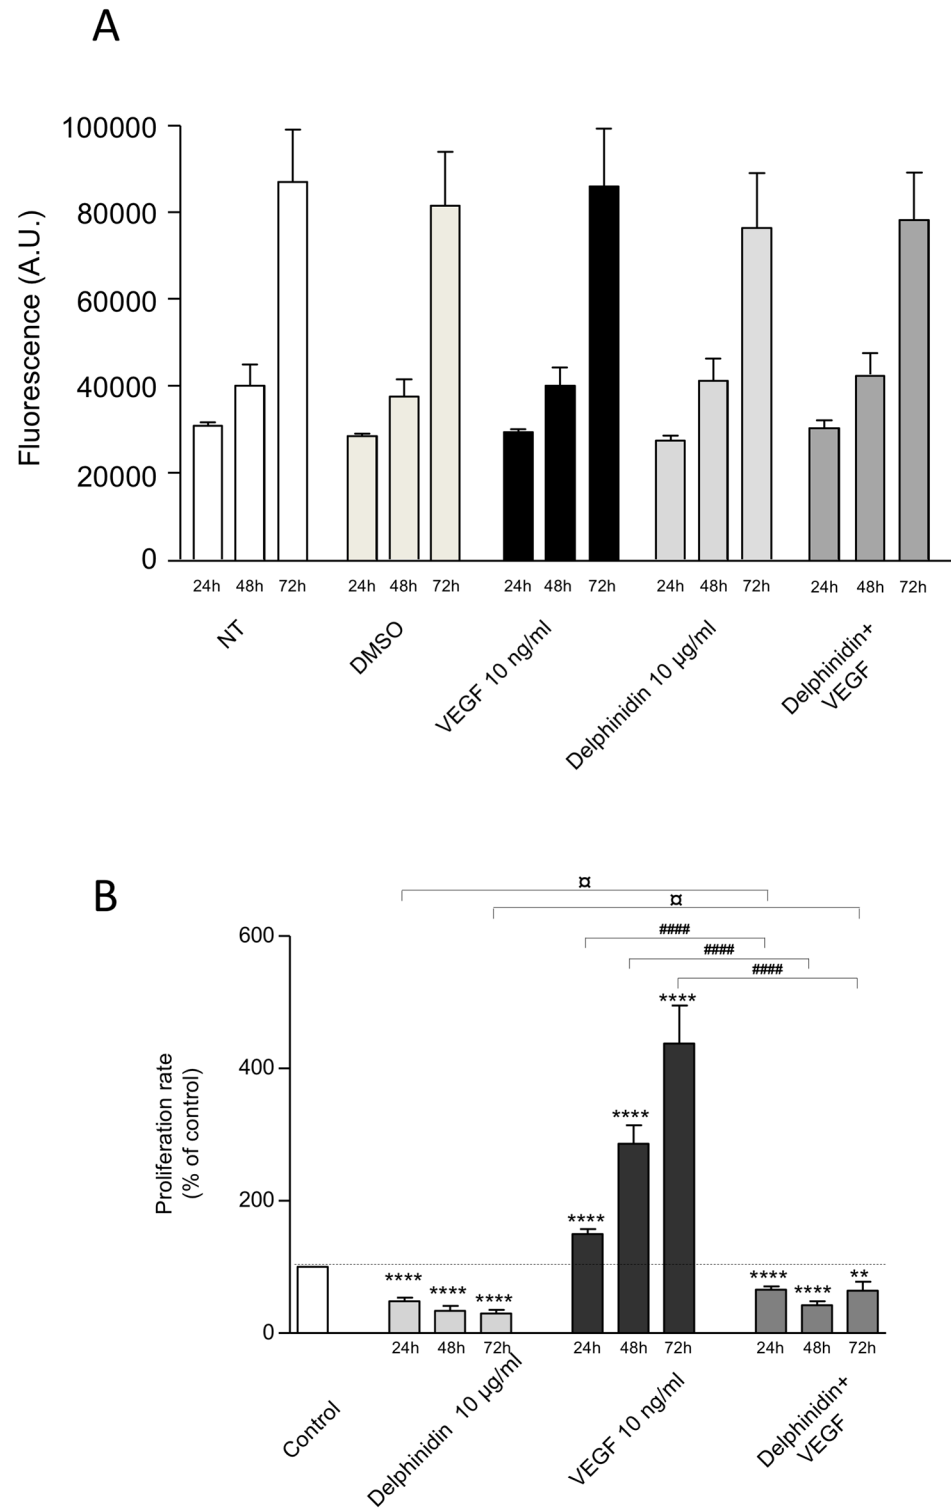 A
100000
80000
60000
40000
20000
0
Fluorescence (A.U.)
24h 48h 72h 24h 48h 72h 24h 48h 72h 24h 48h 72h 24h 48h 72h
NT
DMSO
VEGF 10 ng/ml
Delphinidin 10 µg/ml
Delphinidin+
VEGF
B
¤
¤
####
####
####
600
400
200
0
Proliferation rate
(% of control)
****
****
****
****
****
****
****
****
**
24h 48h 72h 24h 48h 72h 24h 48h 72h
Control
Delphinidin 10 µg/ml
VEGF 10 ng/ml
Delphinidin+
VEGF